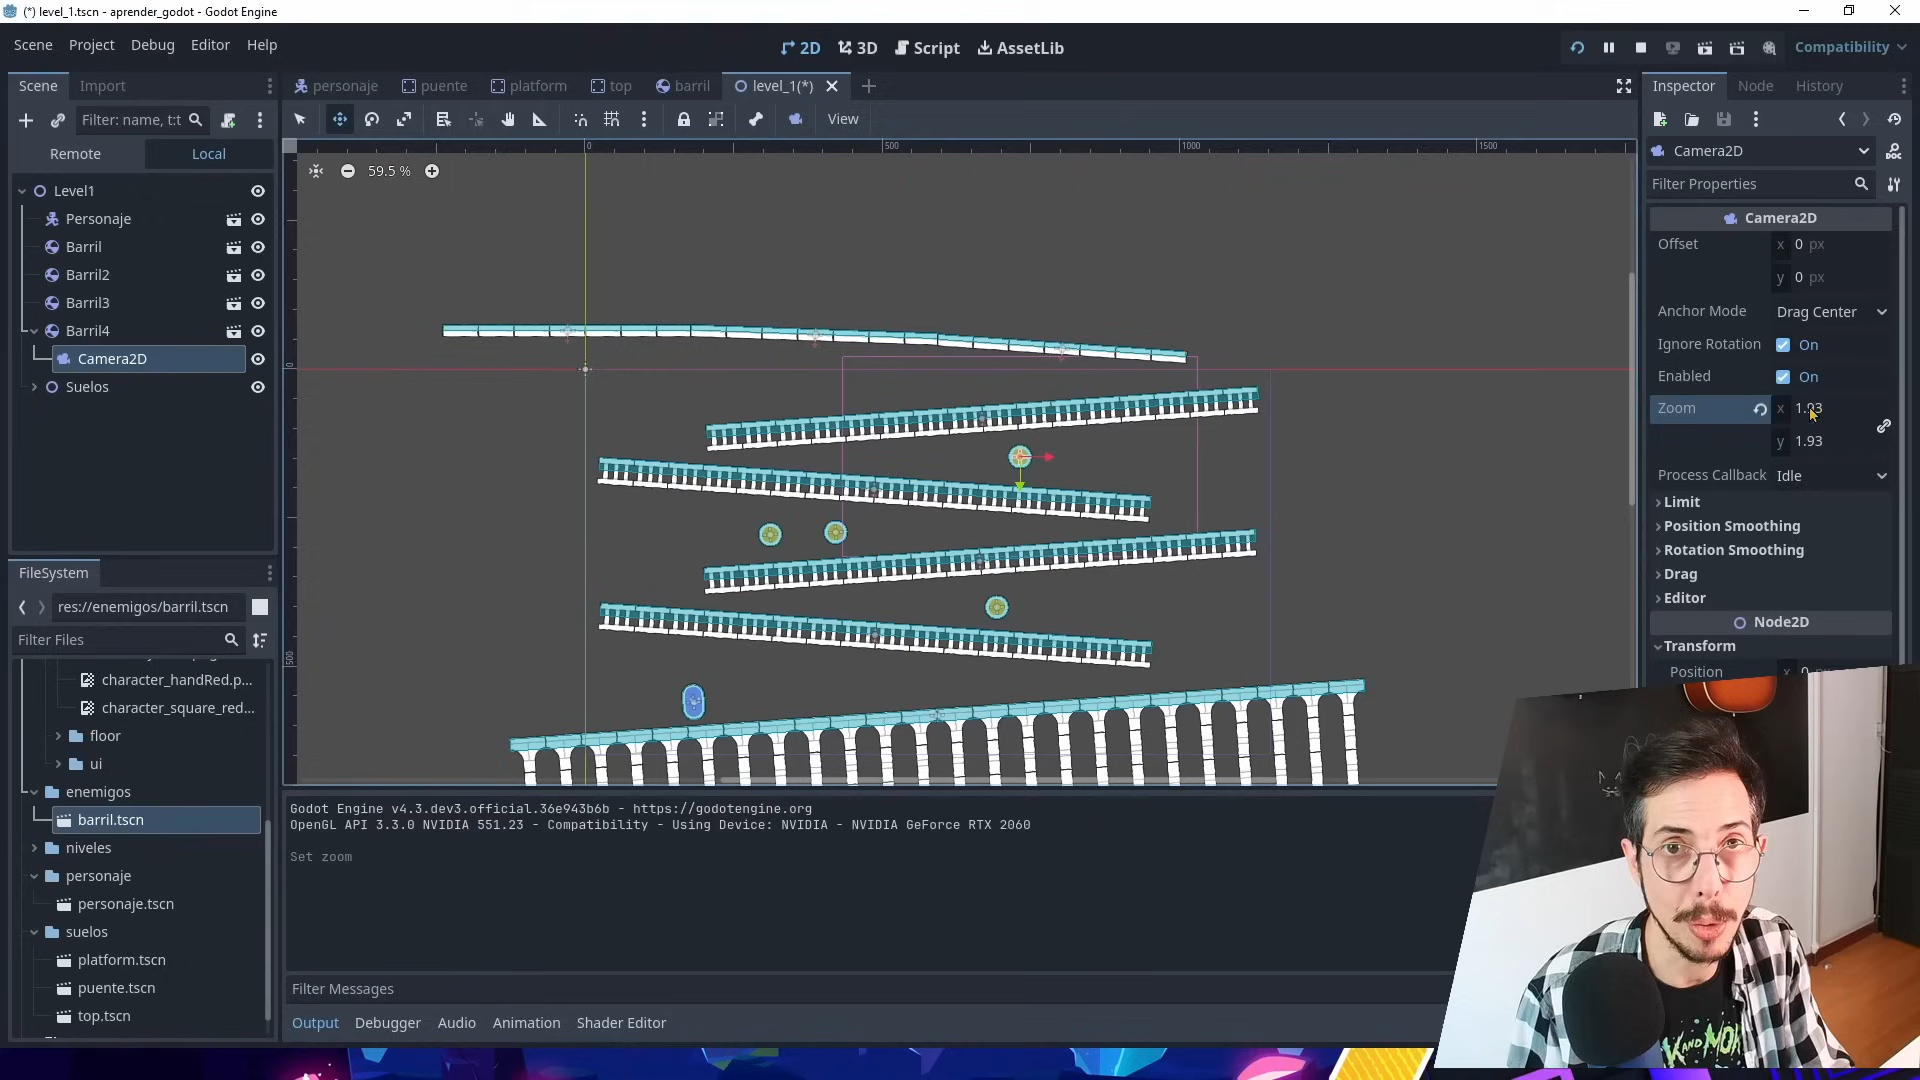 (*) level_1.tscn - aprender_godot - Godot Engine
Scene Project Debug Editor Help
2D 3D Script AssetLib
Compatibility
Scene Import
personaje puente platform top barril level_1(*)
Inspector Node History
Filter: name, t:t
View
Remote Local
Camera2D
59.5 %
0 500 1000 1500
Filter Properties
Level1
Personaje
Barril
Barril2
Barril3
Barril4
Camera2D
Suelos
0
500
Camera2D
Offset x 0 px
y 0 px
Anchor Mode Drag Center
Ignore Rotation On
Enabled On
Zoom x 1.93
y 1.93
Process Callback Idle
Limit
Position Smoothing
Rotation Smoothing
Drag
Editor
Node2D
Transform
Position x
FileSystem
res://enemigos/barril.tscn
Filter Files
character_handRed.p...
character_square_red...
floor
ui
enemigos
barril.tscn
niveles
personaje
personaje.tscn
suelos
platform.tscn
puente.tscn
top.tscn
Godot Engine v4.3.dev3.official.36e943b6b - https://godotengine.org
OpenGL API 3.3.0 NVIDIA 551.23 - Compatibility - Using Device: NVIDIA - NVIDIA GeForce RTX 2060
Set zoom
Filter Messages
Output Debugger Audio Animation Shader Editor